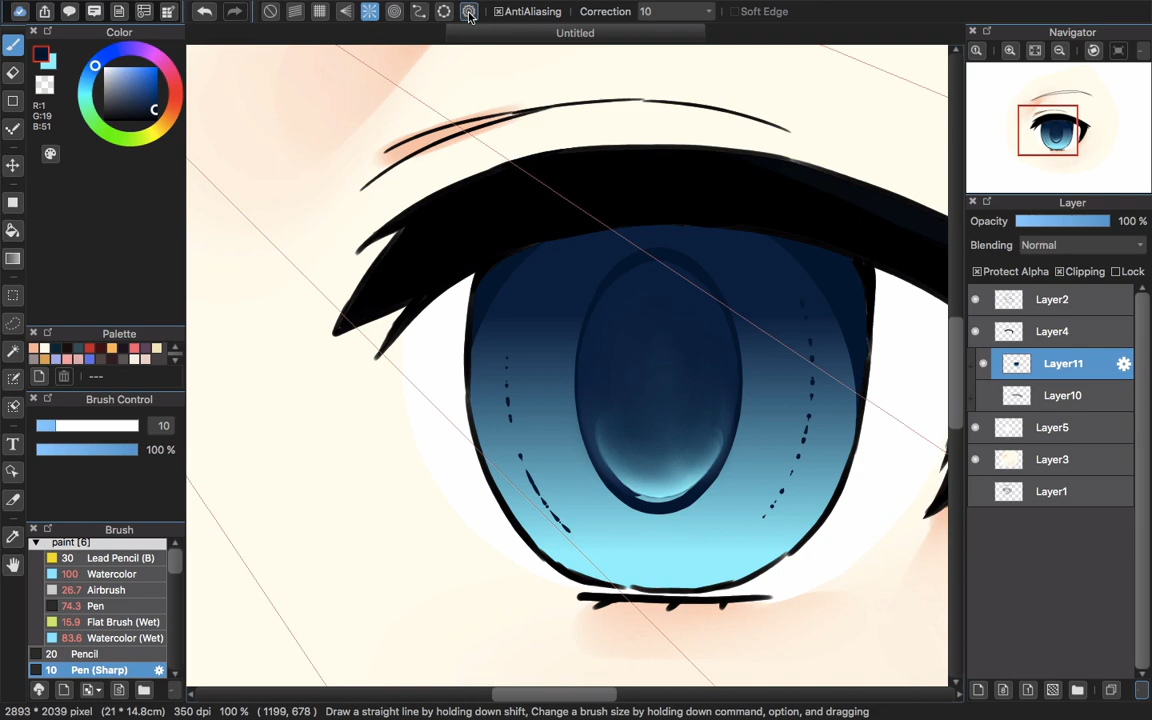 AntiAliasing Correction 10 Soft Edge
Color
Untitled
Navigator
R:1
G:19
B:51
Layer
Opacity 100 %
Blending Normal
Protect Alpha Clipping Lock
Layer2
Layer4
Layer11
Layer10
Layer5
Layer3
Layer1
Palette
---
Brush Control
10
100 %
Brush
paint [6]
30 Lead Pencil (B)
100 Watercolor
26.7 Airbrush
74.3 Pen
15.9 Flat Brush (Wet)
83.6 Watercolor (Wet)
20 Pencil
10 Pen (Sharp)
T
2893 * 2039 pixel (21 * 14.8cm) 350 dpi 100 % ( 1199, 678 ) Draw a straight line by holding down shift, Change a brush size by holding down command, option, and dragging